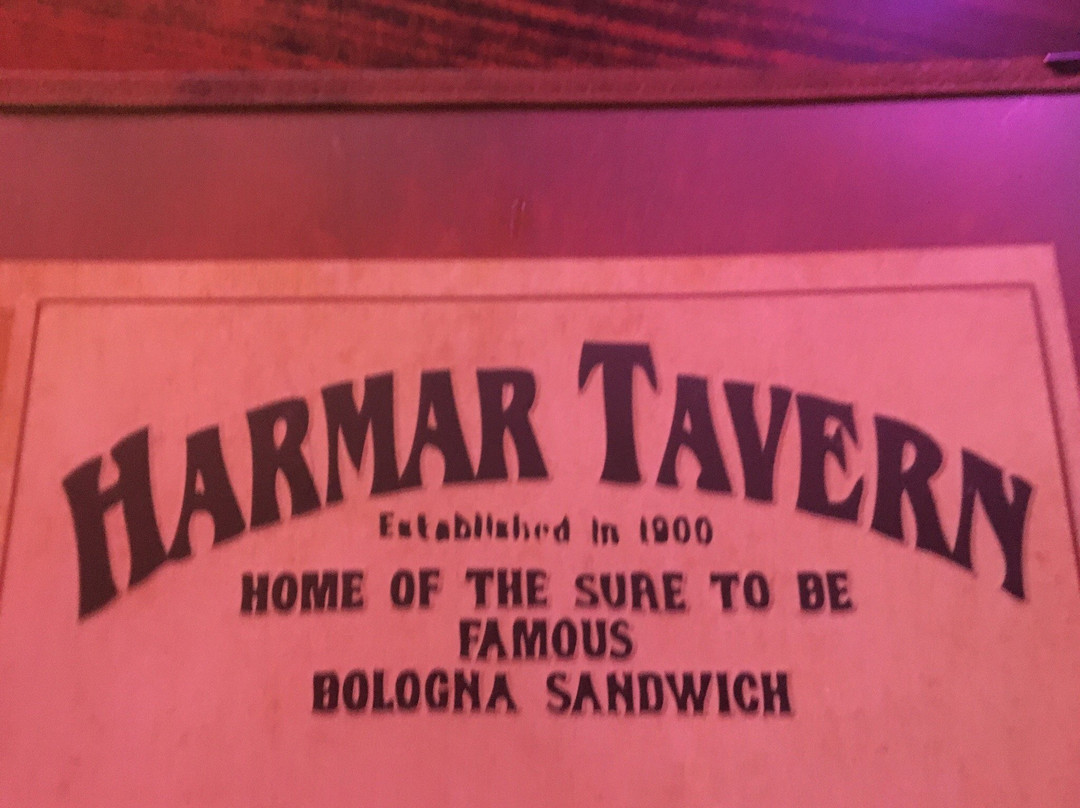 HARMAR TAVERN
Established in 1900
HOME OF THE SURE TO BE
FAMOUS
BOLOGNA SANDWICH